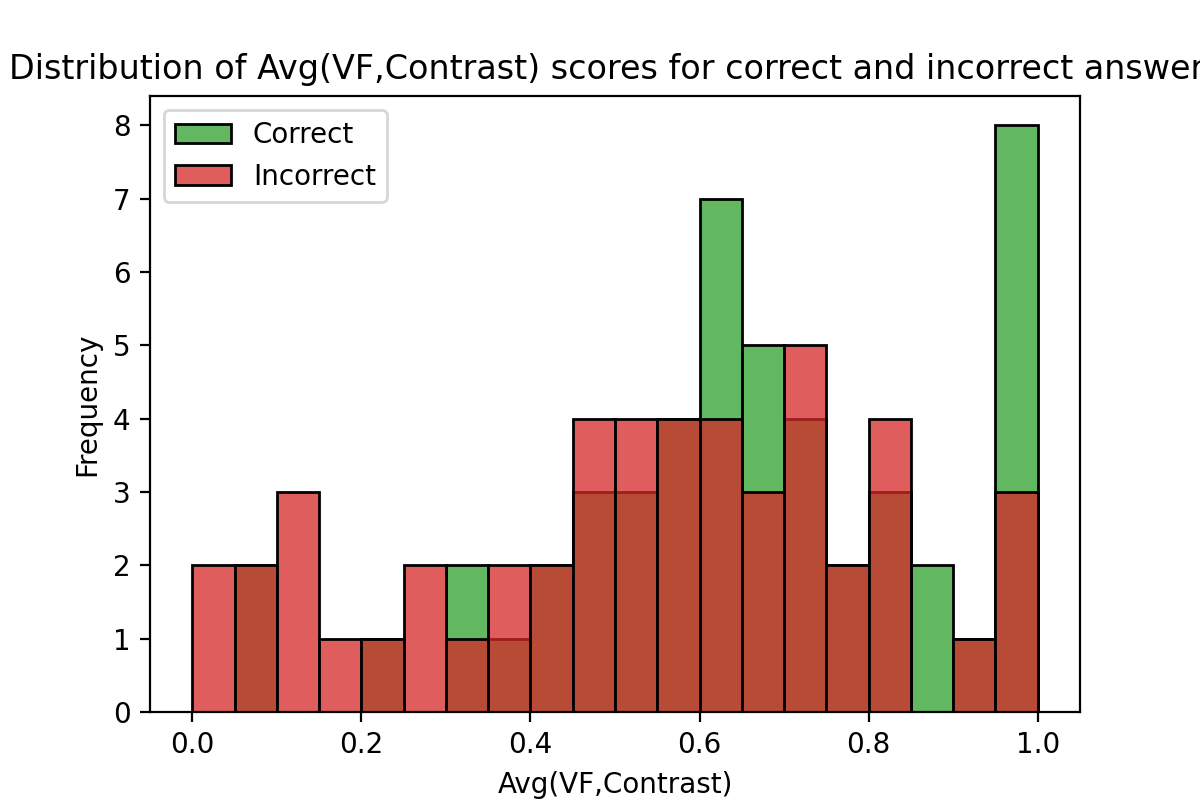 Distribution of Avg(VF,Contrast) scores for correct and incorrect answer
Correct
Incorrect
8
7
6
5
4
3
2
1
0
Frequency
0.0 0.2 0.4 0.6 0.8 1.0
Avg(VF,Contrast)